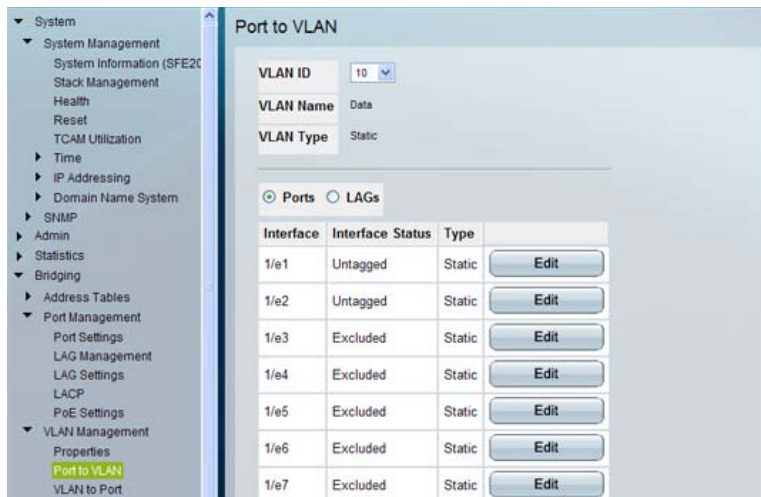 System
System Management
System Information (SFE20
Stack Management
Health
Reset
TCAM Utilization
Time
IP Addressing
Domain Name System
SNMP
Admin
Statistics
Bridging
Address Tables
Port Management
Port Settings
LAG Management
LAG Settings
LACP
PoE Settings
VLAN Management
Properties
Port to VLAN
VLAN to Port
Port to VLAN
VLAN ID 10
VLAN Name Data
VLAN Type Static
Ports LAGs
Interface Interface Status Type
1/e1 Untagged Static Edit
1/e2 Untagged Static Edit
1/e3 Excluded Static Edit
1/e4 Excluded Static Edit
1/e5 Excluded Static Edit
1/e6 Excluded Static Edit
1/e7 Excluded Static Edit